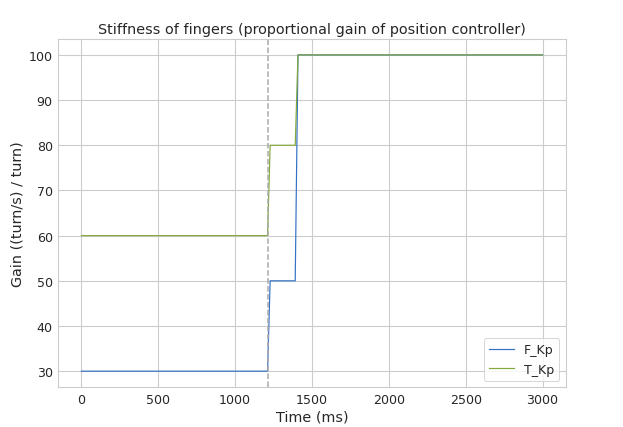 Stiffness of fingers (proportional gain of position controller)
100
90
80
70
60
50
40
30
Gain ((turn/s) / turn)
F_Kp
T_Kp
0 500 1000 1500 2000 2500 3000
Time (ms)